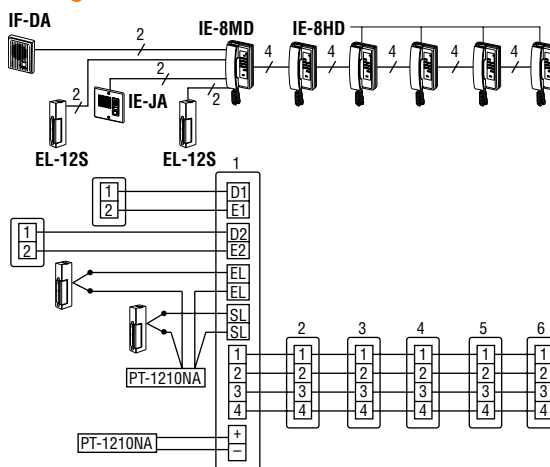 IF-DA
2
IE-8MD
IE-8HD
4
4
4
4
4
2
2
IE-JA
2
EL-12S
EL-12S
1
1
2
D1
E1
1
2
D2
E2
EL
EL
SL
SL
PT-1210NA
2 3 4 5 6
1 1 1 1 1 1
2 2 2 2 2 2
3 3 3 3 3 3
4 4 4 4 4 4
PT-1210NA
+
–